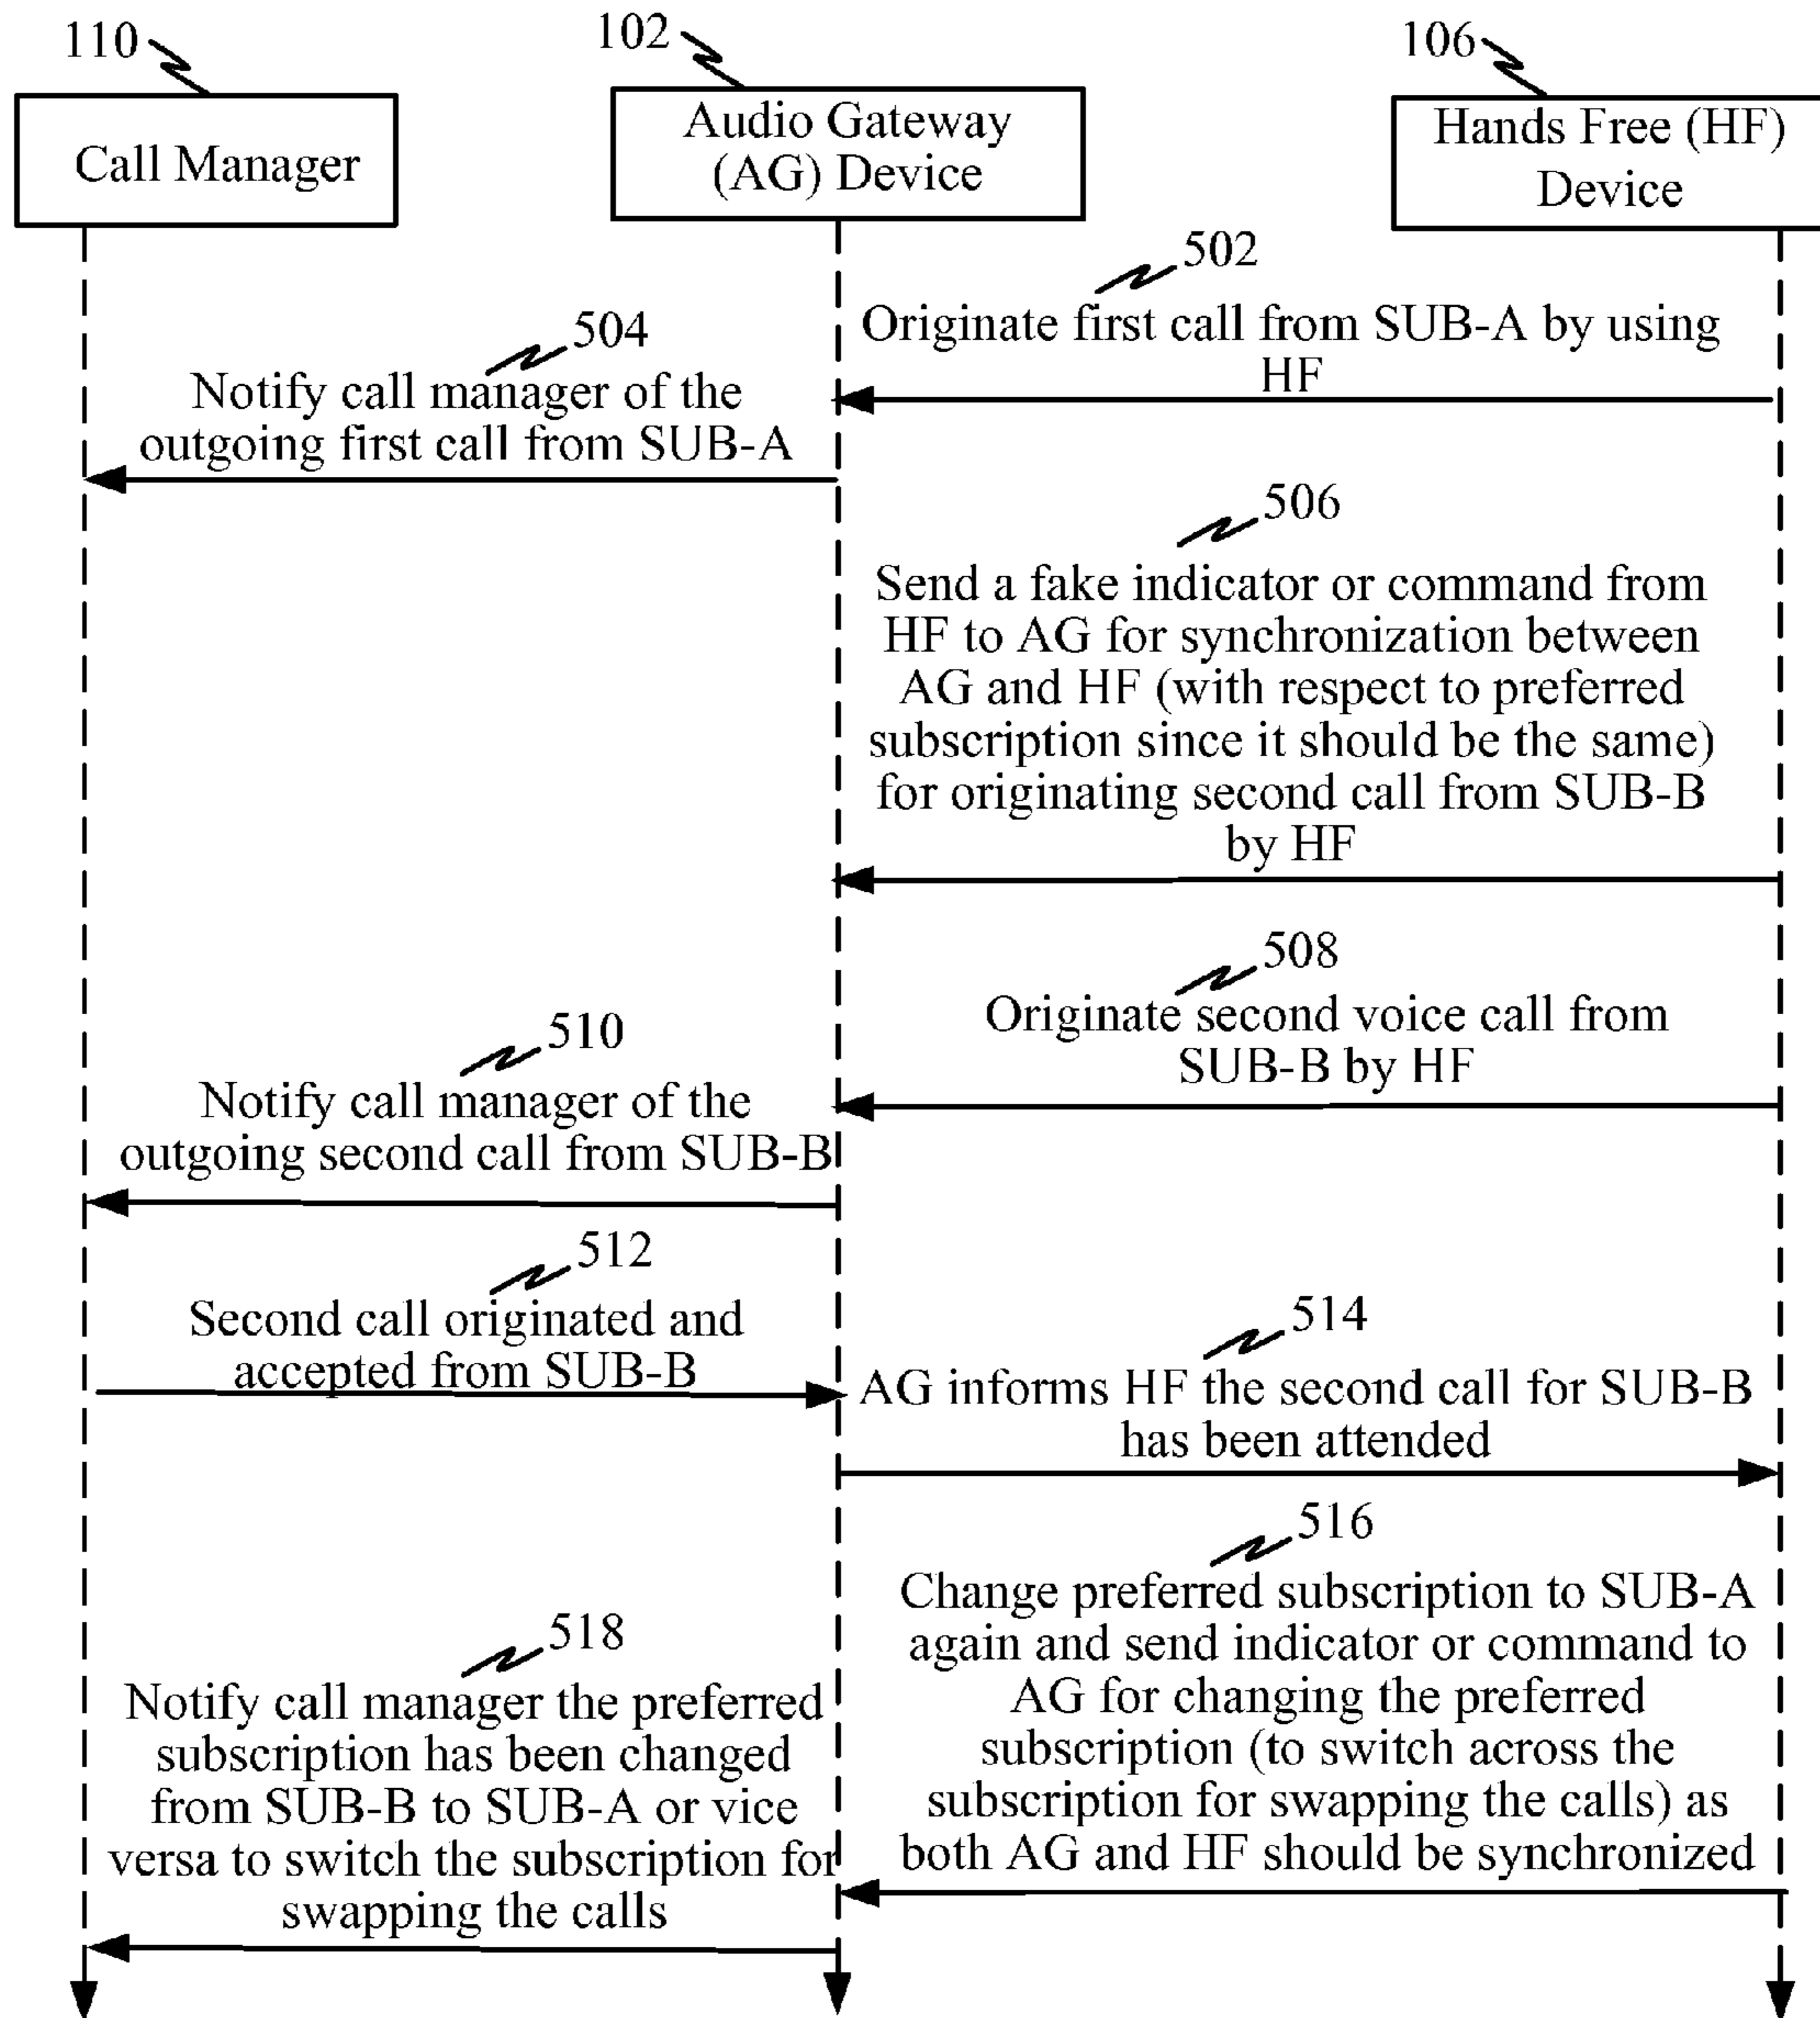 110
102
106
Call Manager
Audio Gateway
(AG) Device
Hands Free (HF)
Device
502
Originate first call from SUB-A by using
HF
504
Notify call manager of the
outgoing first call from SUB-A
506
Send a fake indicator or command from
HF to AG for synchronization between
AG and HF (with respect to preferred
subscription since it should be the same)
for originating second call from SUB-B
by HF
508
Originate second voice call from
SUB-B by HF
510
Notify call manager of the
outgoing second call from SUB-B
512
Second call originated and
accepted from SUB-B
514
AG informs HF the second call for SUB-B
has been attended
516
Change preferred subscription to SUB-A
again and send indicator or command to
AG for changing the preferred
subscription (to switch across the
subscription for swapping the calls) as
both AG and HF should be synchronized
518
Notify call manager the preferred
subscription has been changed
from SUB-B to SUB-A or vice
versa to switch the subscription for
swapping the calls